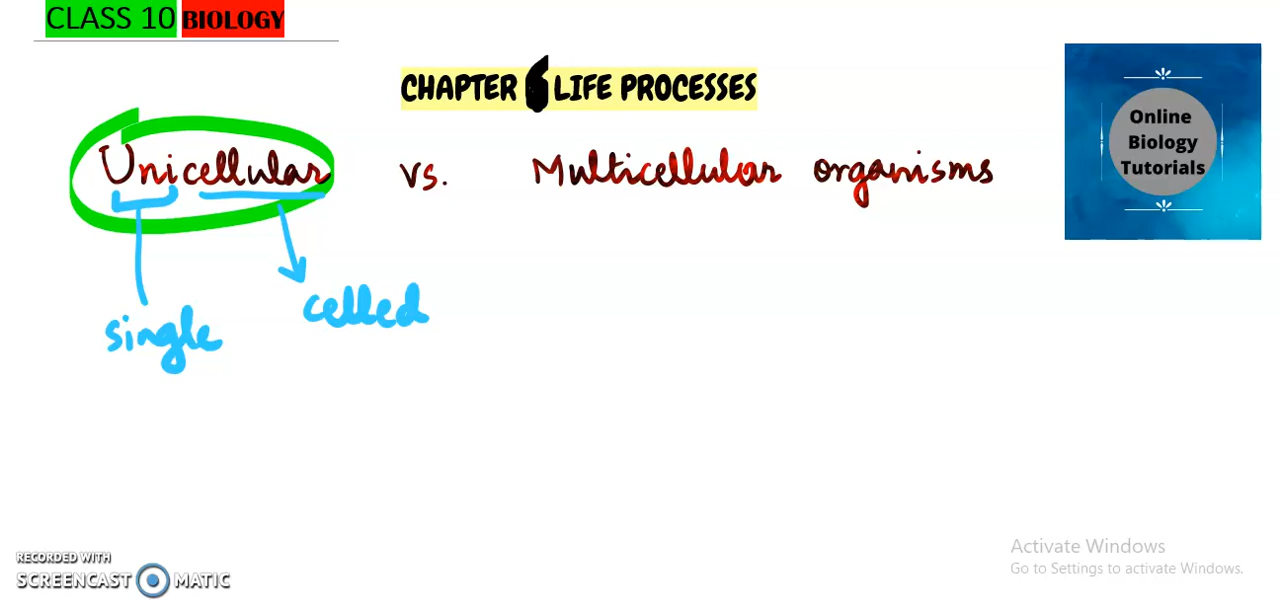 CLASS 10 BIOLOGY
CHAPTER 6 LIFE PROCESSES
Online
Biology
Tutorials
Unicellular vs. Multicellular organisms
single celled
RECORDED WITH
SCREENCAST MATIC
Activate Windows
Go to Settings to activate Windows.